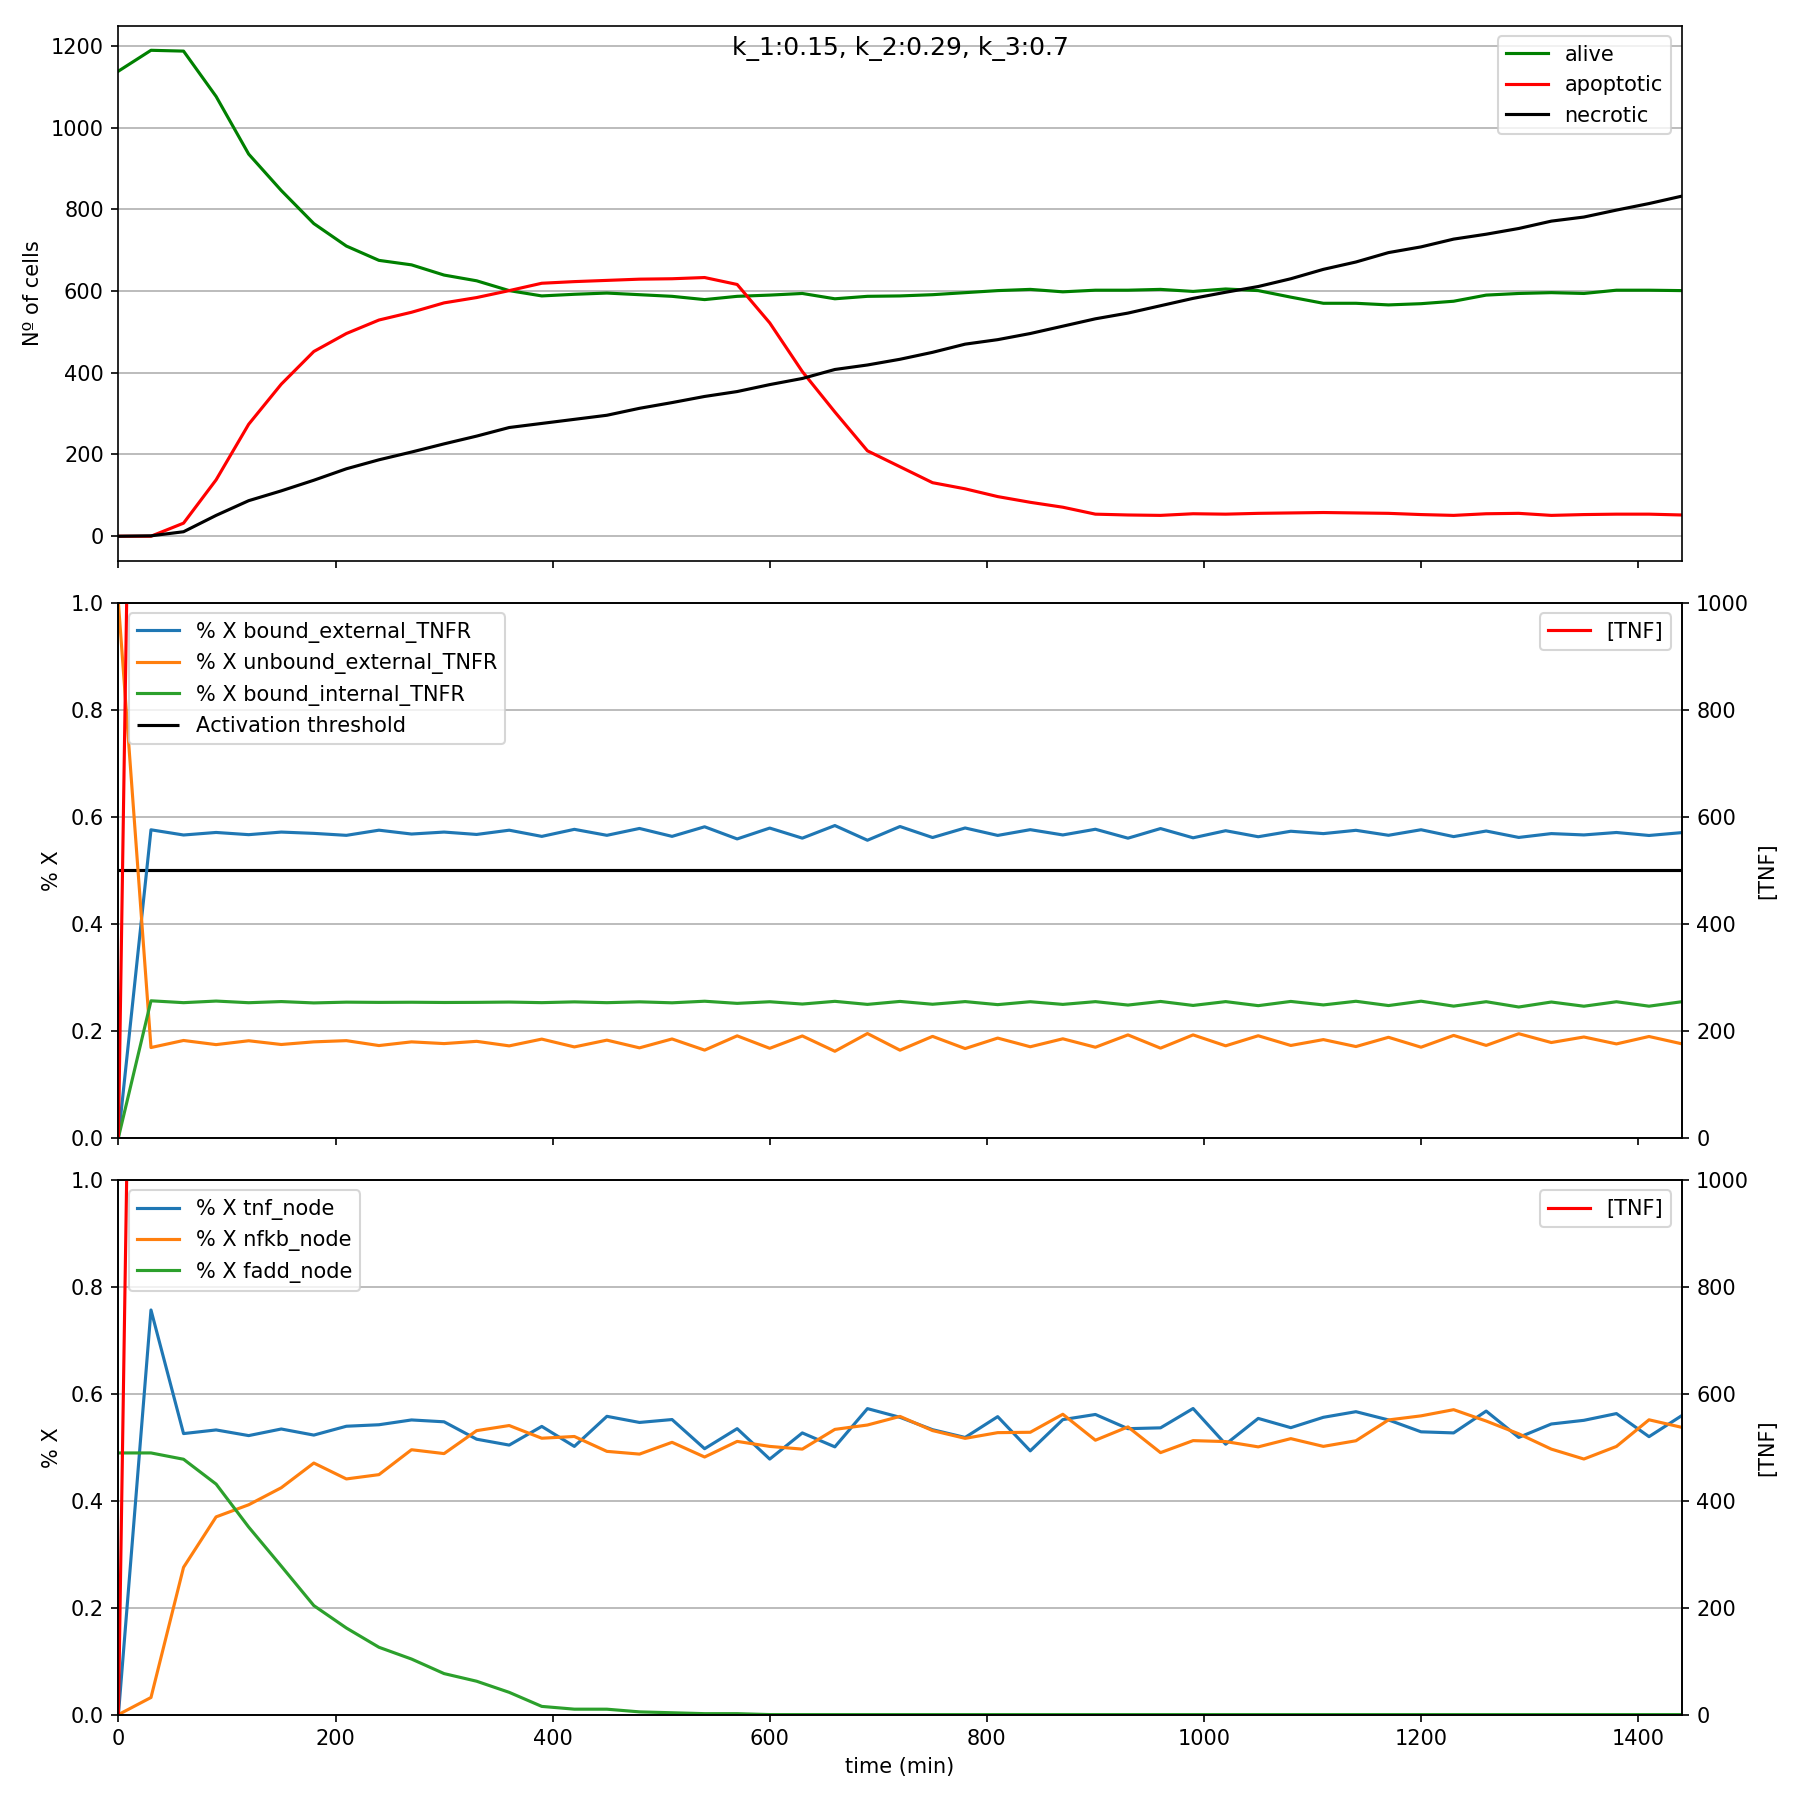 k_1:0.15, k_2:0.29, k_3:0.7
alive
apoptotic
necrotic
1200
1000
800
600
400
200
0
Nº of cells
% X bound_external_TNFR
% X unbound_external_TNFR
% X bound_internal_TNFR
Activation threshold
[TNF]
1.0
0.8
0.6
0.4
0.2
0.0
% X
1000
800
600
400
200
0
[TNF]
% X tnf_node
% X nfkb_node
% X fadd_node
[TNF]
1.0
0.8
0.6
0.4
0.2
0.0
% X
1000
800
600
400
200
0
[TNF]
0 200 400 600 800 1000 1200 1400
time (min)